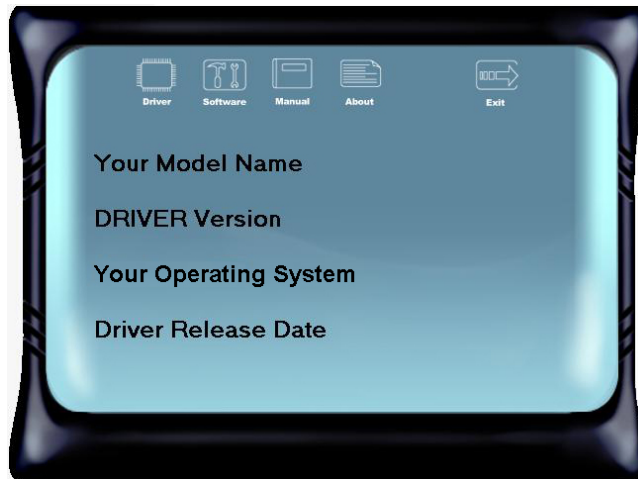 Driver Software Manual About Exit
Your Model Name
DRIVER Version
Your Operating System
Driver Release Date